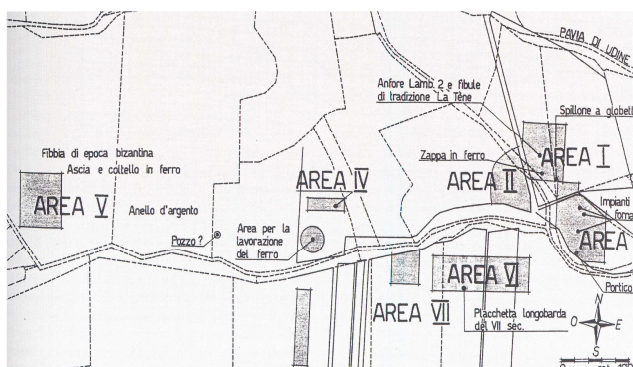 PAVIA DI UDINE
Anfore Lamb. 2 e fibule
di tradizione La Tène
Spillone a globett
Zappa in ferro
AREA I
Fibbia di epoca bizantina
Ascia e coltello in ferro
AREA IV
AREA II
AREA V
Anello d'argento
Impianti
Pozzo ?
Area per la
lavorazione
del ferro
AREA
AREA VI
Portico
AREA VII
Placchetta longobarda
del VII sec.
N
O
E
S
0